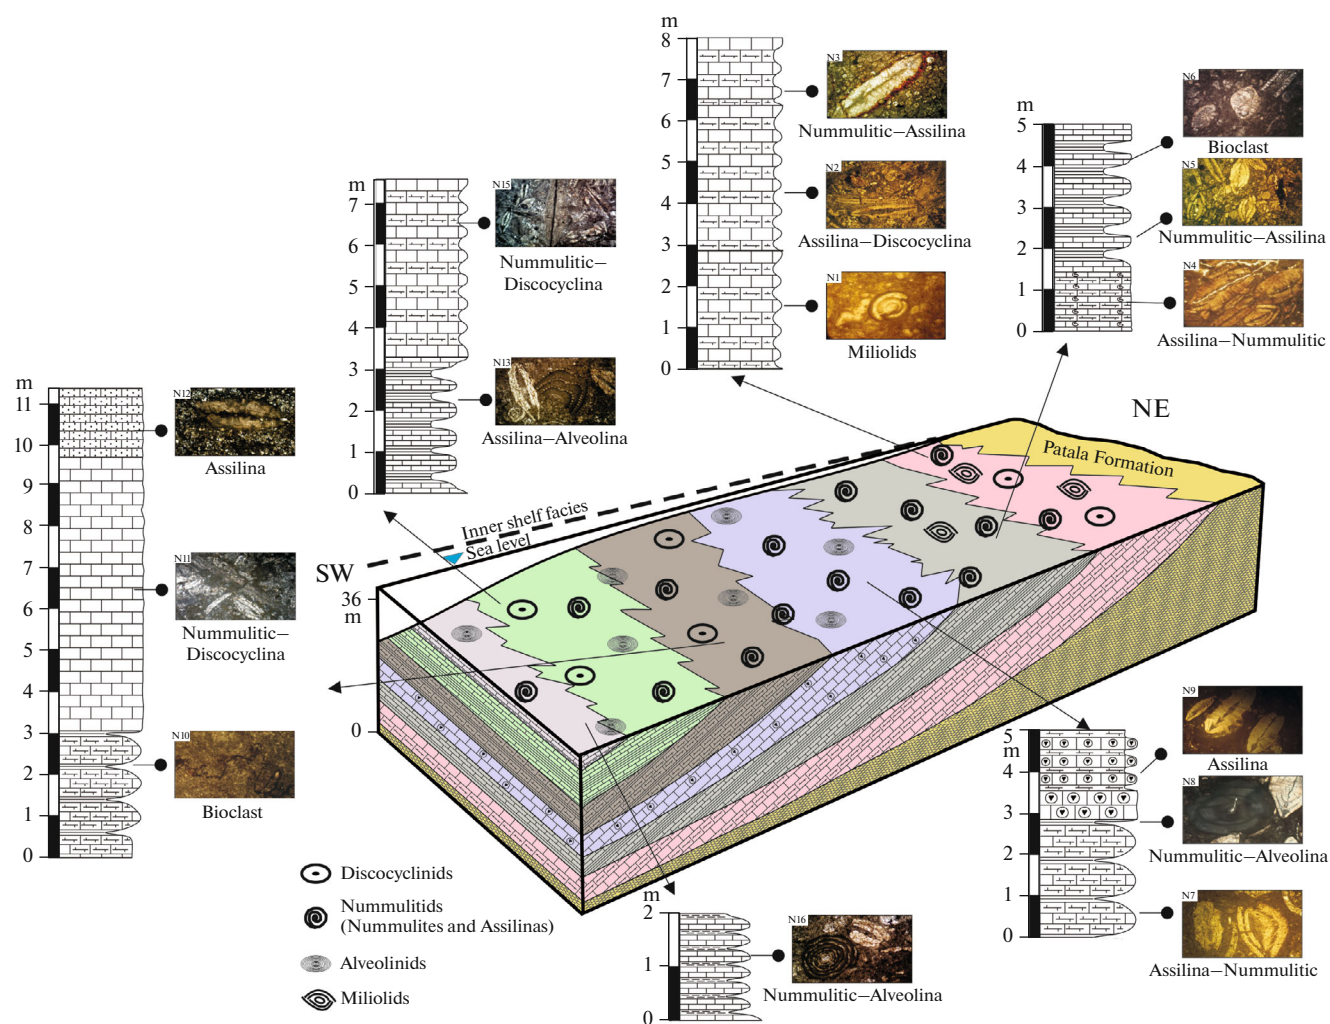 m
8
7
6
5
4
3
2
1
0
N3
Nummulitic–Assilina
N2
Assilina–Discocyclina
N1
Miliolids
m
5
4
3
2
1
0
N6
Bioclast
N5
Nummulitic–Assilina
N4
Assilina–Nummulitic
m
7
6
5
4
3
2
1
0
N15
Nummulitic–
Discocyclina
N13
Assilina–Alveolina
m
11
10
9
8
7
6
5
4
3
2
1
0
N12
Assilina
N11
Nummulitic–
Discocyclina
N10
Bioclast
NE
Patala Formation
Inner shelf facies
Sea level
SW
36
m
0
5
m
4
3
2
1
0
N9
Assilina
N8
Nummulitic–Alveolina
N7
Assilina–Nummulitic
Discocyclinids
Nummulitids
(Nummulites and Assilinas)
Alveolinids
Miliolids
m
2
1
0
N16
Nummulitic–Alveolina